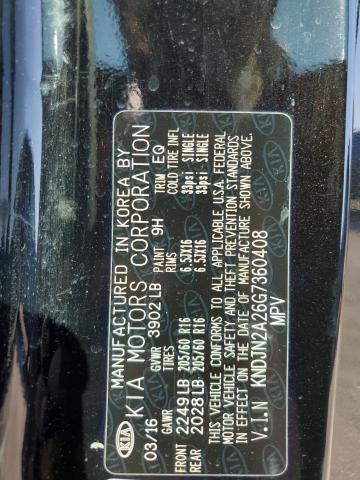 KIA
MANUFACTURED IN KOREA BY
KIA MOTORS CORPORATION
03/16 GVWR 3902LB PAINT 9H TRIM EQ
GAWR TIRES RIMS COLD TIRE INFL
FRONT 2249LB 205/60 R16 6.5JX16 33psi SINGLE
REAR 2028LB 205/60 R16 6.5JX16 33psi SINGLE
THIS VEHICLE CONFORMS TO ALL APPLICABLE U.S.A. FEDERAL
MOTOR VEHICLE SAFETY AND THEFT PREVENTION STANDARDS
IN EFFECT ON THE DATE OF MANUFACTURE SHOWN ABOVE.
V.I.N KNDJN2A26G7360408
MPV